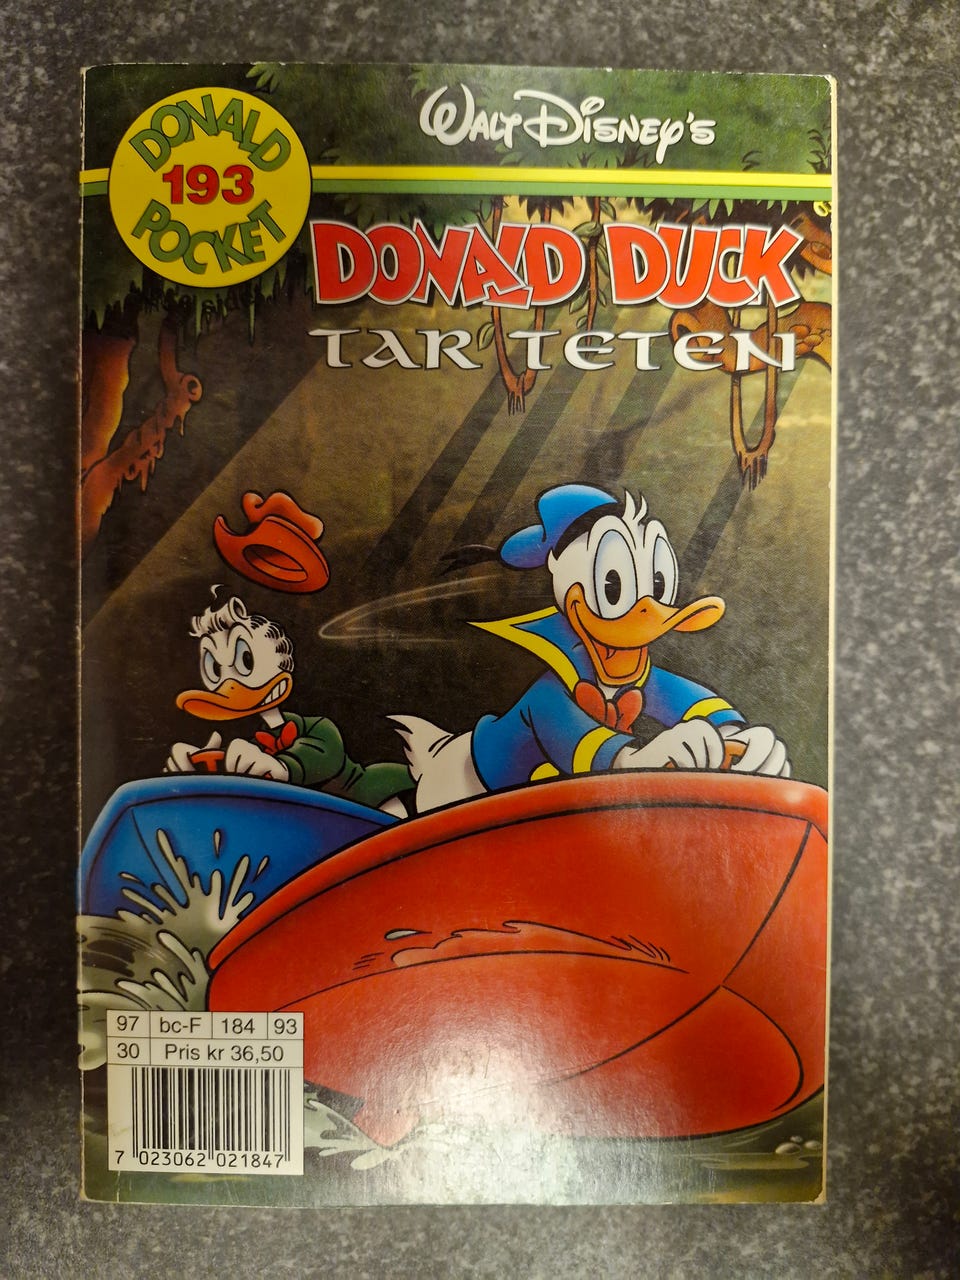 WALT DISNEY'S
DONALD
193
POCKET
DONALD DUCK
TAR TETEN
97 bc-F 184 93
30 Pris kr 36,50
7 023062 021847